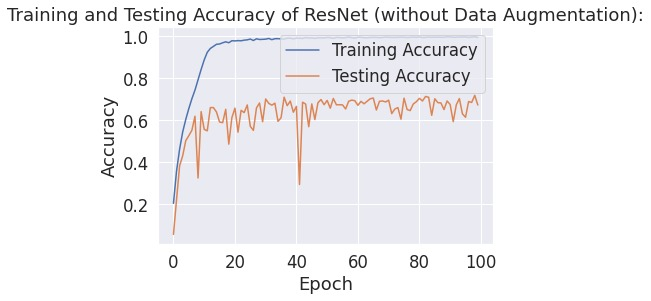 Training and Testing Accuracy of ResNet (without Data Augmentation):
1.0
0.8
0.6
0.4
0.2
Accuracy
Training Accuracy
Testing Accuracy
0 20 40 60 80 100
Epoch